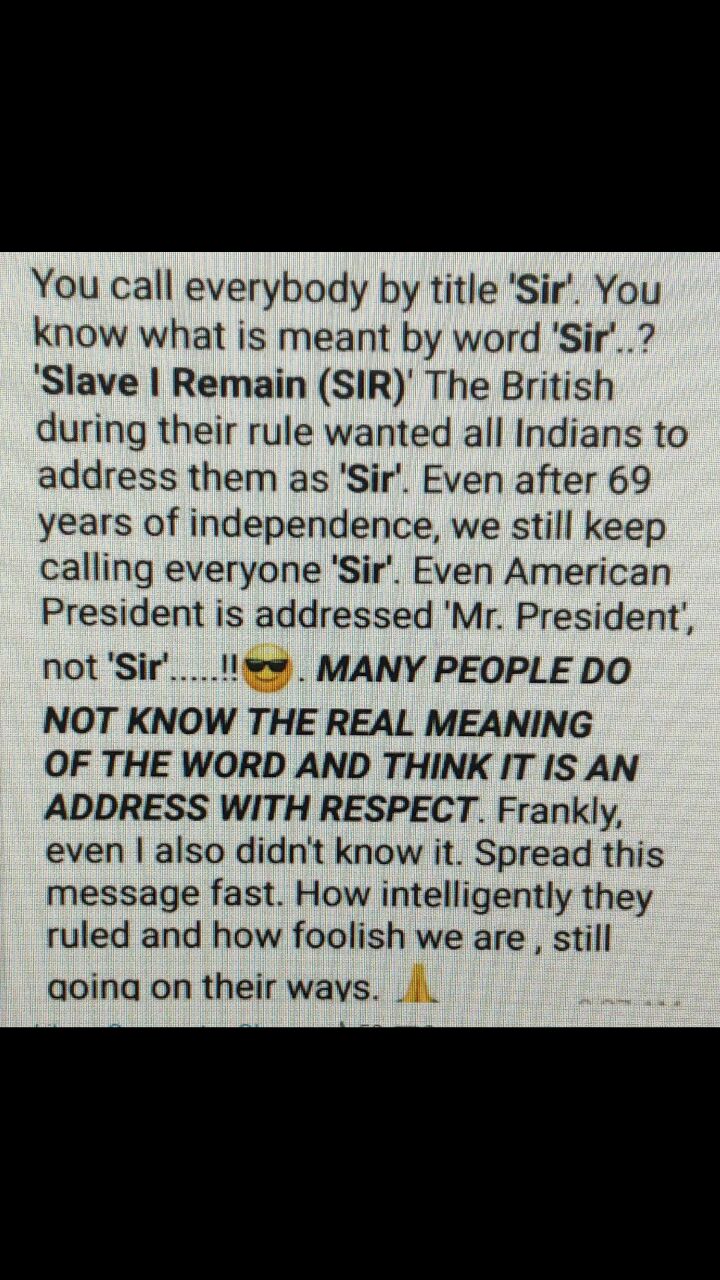 You call everybody by title 'Sir'. You
know what is meant by word 'Sir'..?
'Slave I Remain (SIR)' The British
during their rule wanted all Indians to
address them as 'Sir'. Even after 69
years of independence, we still keep
calling everyone 'Sir'. Even American
President is addressed 'Mr. President',
not 'Sir'.....!!😎. MANY PEOPLE DO
NOT KNOW THE REAL MEANING
OF THE WORD AND THINK IT IS AN
ADDRESS WITH RESPECT. Frankly,
even I also didn't know it. Spread this
message fast. How intelligently they
ruled and how foolish we are , still
going on their ways. 🙏